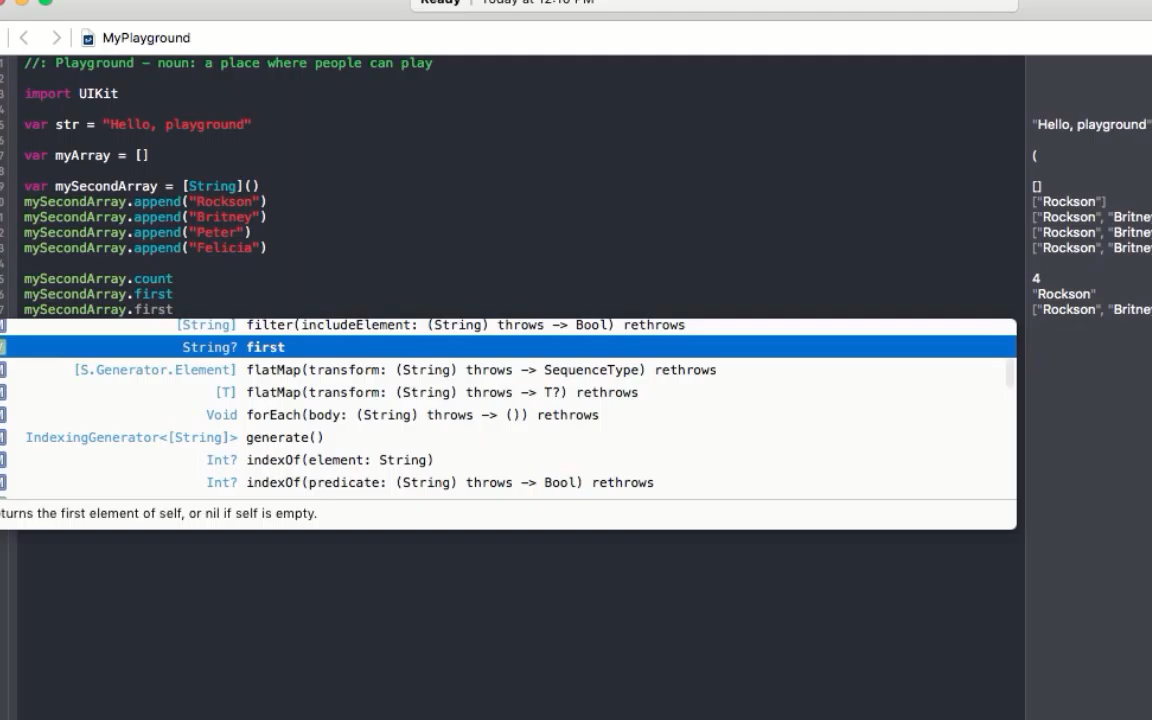 Ready | Today at 12:16 PM
MyPlayground
//: Playground - noun: a place where people can play
import UIKit
var str = "Hello, playground"
"Hello, playground"
var myArray = []
(
var mySecondArray = [String]()
[]
mySecondArray.append("Rockson")
["Rockson"]
mySecondArray.append("Britney")
["Rockson", "Britney
mySecondArray.append("Peter")
["Rockson", "Britney
mySecondArray.append("Felicia")
["Rockson", "Britney
mySecondArray.count
4
mySecondArray.first
"Rockson"
mySecondArray.first
["Rockson", "Britney
[String] filter(includeElement: (String) throws -> Bool) rethrows
String? first
[S.Generator.Element] flatMap(transform: (String) throws -> SequenceType) rethrows
[T] flatMap(transform: (String) throws -> T?) rethrows
Void forEach(body: (String) throws -> ()) rethrows
IndexingGenerator<[String]> generate()
Int? indexOf(element: String)
Int? indexOf(predicate: (String) throws -> Bool) rethrows
turns the first element of self, or nil if self is empty.